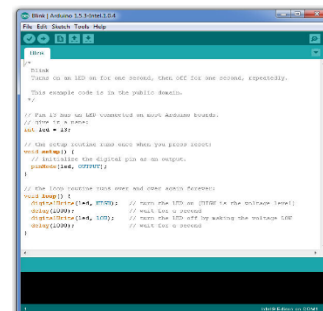 Blink | Arduino 1.5.3-Intel.1.0.4
File Edit Sketch Tools Help
Blink
/*
Blink
Turns on an LED on for one second, then off for one second, repeatedly.
This example code is in the public domain.
*/
// Pin 13 has an LED connected on most Arduino boards.
// give it a name:
int led = 13;
// the setup routine runs once when you press reset:
void setup() {
// initialize the digital pin as an output.
pinMode(led, OUTPUT);
}
// the loop routine runs over and over again forever:
void loop() {
digitalWrite(led, HIGH); // turn the LED on (HIGH is the voltage level)
delay(1000); // wait for a second
digitalWrite(led, LOW); // turn the LED off by making the voltage LOW
delay(1000); // wait for a second
}
1
Edison on